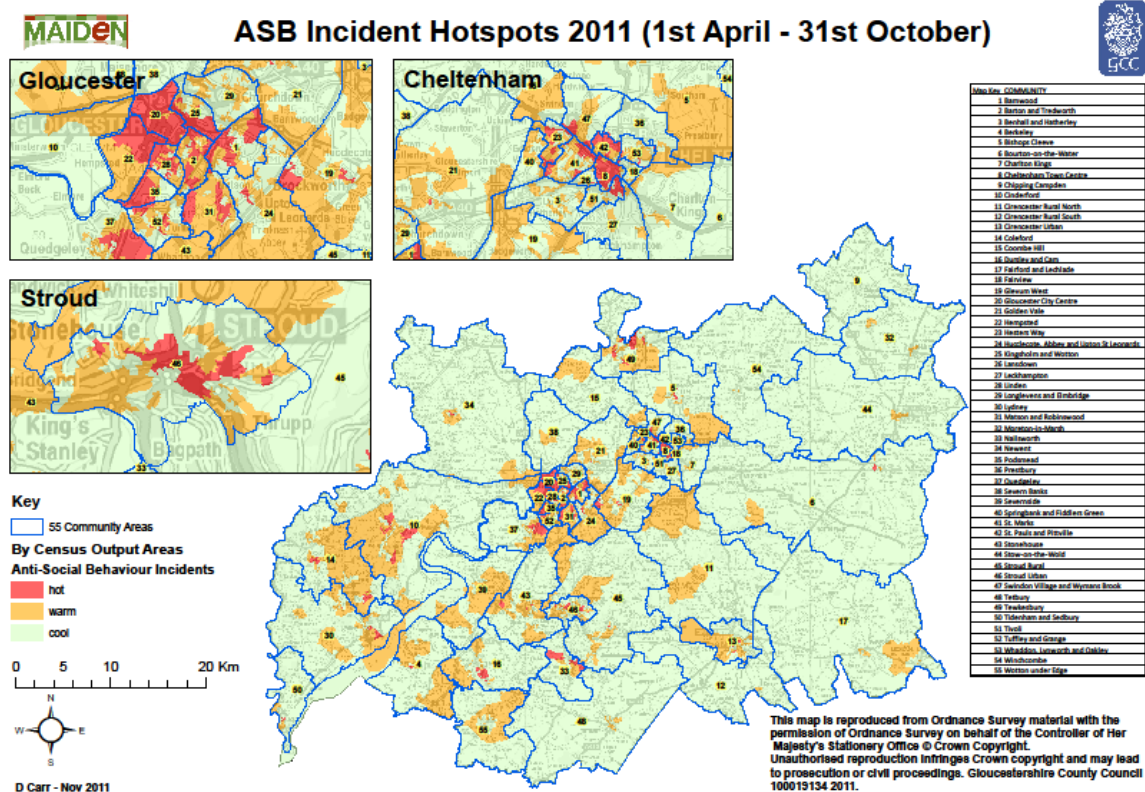 MAIDeN
ASB Incident Hotspots 2011 (1st April - 31st October)
GCC
Gloucester
Cheltenham
Stroud
Map Key COMMUNITY
1 Barnwood
2 Barton and Tredworth
3 Benhall and Hatherley
4 Berkeley
5 Bishops Cleeve
6 Bourton-on-the-Water
7 Charlton Kings
8 Cheltenham Town Centre
9 Chipping Campden
10 Cinderford
11 Cirencester Rural North
12 Cirencester Rural South
13 Cirencester Urban
14 Coleford
15 Coombe Hill
16 Dursley and Cam
17 Fairford and Lechlade
18 Fairview
19 Glevum West
20 Gloucester City Centre
21 Golden Vale
22 Hempsted
23 Hesters Way
24 Hucclecote, Abbey and Upton St Leonards
25 Kingsholm and Wotton
26 Lansdown
27 Leckhampton
28 Linden
29 Longlevens and Elmbridge
30 Lydney
31 Matson and Robinswood
32 Moreton-in-Marsh
33 Nailsworth
34 Newent
35 Podsmead
36 Prestbury
37 Quedgeley
38 Severn Banks
39 Severnside
40 Springbank and Fiddlers Green
41 St. Marks
42 St. Pauls and Pittville
43 Stonehouse
44 Stow-on-the-Wold
45 Stroud Rural
46 Stroud Urban
47 Swindon Village and Wymans Brook
48 Tetbury
49 Tewkesbury
50 Tidenham and Sedbury
51 Tivoli
52 Tuffley and Grange
53 Whaddon, Lynworth and Oakley
54 Winchcombe
55 Wotton under Edge
Whiteshill
King's
Stanley
Bagpath
Quedgeley
Key
55 Community Areas
By Census Output Areas
Anti-Social Behaviour Incidents
hot
warm
cool
0 5 10 20 Km
N
W E
S
D Carr - Nov 2011
This map is reproduced from Ordnance Survey material with the
permission of Ordnance Survey on behalf of the Controller of Her
Majesty's Stationery Office © Crown Copyright.
Unauthorised reproduction infringes Crown copyright and may lead
to prosecution or civil proceedings. Gloucestershire County Council
100019134 2011.